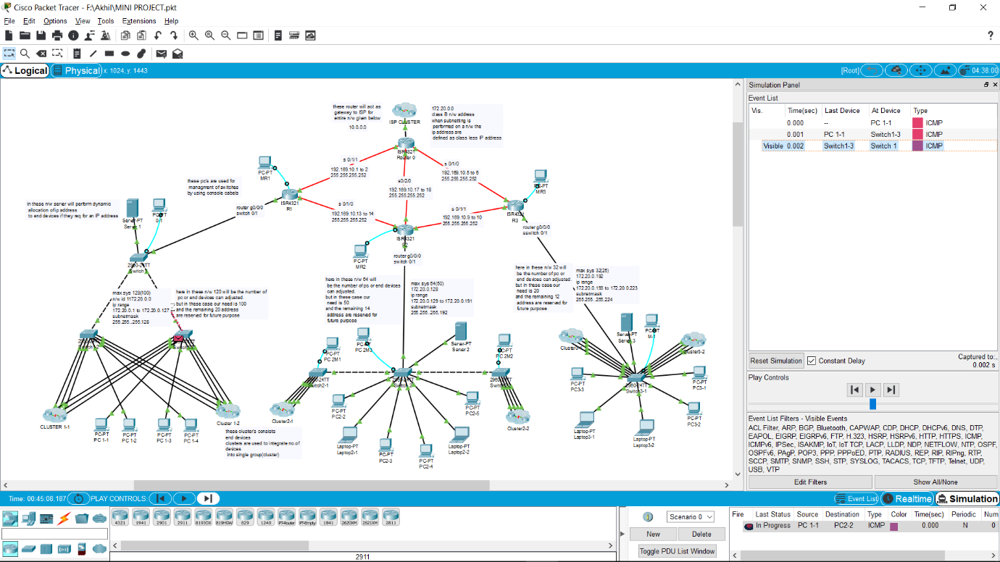 Cisco Packet Tracer - F:\Akhil\MINI PROJECT.pkt
File Edit Options View Tools Extensions Help
Logical Physical x: 1024, y: 1443 [Root] 04:38:00
these router will act as
gateway to ISP for
entire n/w given below
10.0.0.0
ISP CLUSTER
172.20.0.0
class B n/w address
when subnetting is
performed on a n/w the
ip address are
defined as class less IP address
ISR4321
Router 0
s 0/1/1
192.169.10.1 to 2
255.255.255.252
s 0/1/0
192.169.10.5 to 6
255.255.255.252
s0/2/0
192.169.10.17 to 18
255.255.255.252
PC-PT
MR1
these pc's are used for
managment of switches
by using console cabels
ISR4321
R1
router g0/0/0
switch 0/1
s 0/1/0
192.169.10.13 to 14
255.255.255.252
s 0/1/1
192.169.10.9 to 10
255.255.255.252
PC-PT
MR3
ISR4321
R3
router g0/0/0
sswitch 0/1
in these n/w server will perform dynamic
allocation of ip address
to end devices if they req for an IP address
Server-PT
Server 1
PC-PT
0-1
ISR4321
R2
PC-PT
MR2
router g0/0/0
switch 0/1
2960-24TT
max sys 128(100)
n/w id 1172.20.0.0
ip range
172.20.0.1 to 172.20.0.127
subnetmask
255.255..255.128
here in these n/w 120 will be the number of
pc or end devices can adjusted.
but in these case our need is 100
and the remaining 20 address
are reserved for future purpose
here in these n/w 64 will
be the number of pc or end devices
can adjusted.
but in these case our
need is 50
and the remaining 14
address are reserved for
future purpose
max sys 64(50)
172.20.0.128
ip range
172.20.0.129 to 172.20.0.191
subnetmask
255.255..255.192
here in these n/w 32 will
be the number of pc or
end devices can adjusted.
but in these case our need
is 20
and the remaining 12
address are reserved for
future purpose
max sys 32(25)
172.20.0.192
ip range
172.20.0.193 to 172.20.0.223
subnetmask
255.255...255.224
CLUSTER 1-1
PC-PT
PC 1-1
PC-PT
PC 1-2
PC-PT
PC 1-3
PC-PT
PC 1-4
Cluster 1-2
these cluster's consists
end devices
clusters are used to integrate no.of
devices
into single group(cluster)
PC-PT
PC 2M1
PC-PT
PC 2M3
Server-PT
Server 2
PC-PT
PC 2M2
Switch2-1
Cluster2-1
PC-PT
PC2-2
Laptop-PT
Laptop2-1
PC-PT
PC2-3
PC-PT
PC2-4
Laptop-PT
Laptop2-2
PC-PT
PC2-5
Cluster2-2
Server-PT
PC-PT
Cluster3-2
2960-24TT
Switch3-1
PC-PT
PC3-3
PC-PT
PC3-1
PC-PT
PC3-2
Laptop-PT
Laptop3-1
Laptop-PT
Laptop3-2
Simulation Panel
Event List
Vis. Time(sec) Last Device At Device Type
0.000 -- PC 1-1 ICMP
0.001 PC 1-1 Switch1-3 ICMP
Visible 0.002 Switch1-3 Switch 1 ICMP
Reset Simulation Constant Delay Captured to:
0.002 s
Play Controls
Event List Filters - Visible Events
ACL Filter, ARP, BGP, Bluetooth, CAPWAP, CDP, DHCP, DHCPv6, DNS, DTP,
EAPOL, EIGRP, EIGRPv6, FTP, H.323, HSRP, HSRPv6, HTTP, HTTPS, ICMP,
ICMPv6, IPSec, ISAKMP, IoT, IoT TCP, LACP, LLDP, NDP, NETFLOW, NTP, OSPF,
OSPFv6, PAgP, POP3, PPP, PPPoED, PTP, RADIUS, REP, RIP, RIPng, RTP,
SCCP, SMTP, SNMP, SSH, STP, SYSLOG, TACACS, TCP, TFTP, Telnet, UDP,
USB, VTP
Edit Filters Show All/None
Time: 00:45:08.187 PLAY CONTROLS: Event List Realtime Simulation
4321 1941 2901 2911 819IOX 819HGW 829 1240 PT-Router PT-Empty 1841 2620XM 2621XM 2811
2911
Scenario 0
New Delete
Toggle PDU List Window
Fire Last Status Source Destination Type Color Time(sec) Periodic Num
In Progress PC 1-1 PC2-2 ICMP 0.000 N 0